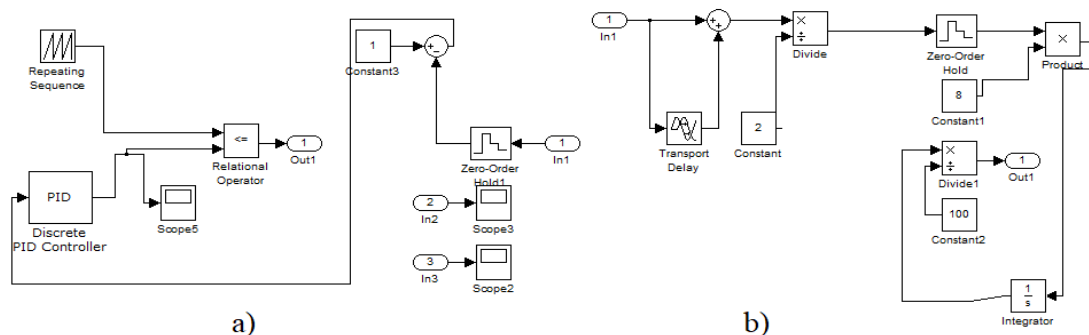 Repeating
Sequence
1
Constant3
+
-
<=
Relational
Operator
1
Out1
Zero-Order
Hold1
1
In1
PID
Discrete
PID Controller
Scope5
2
In2
Scope3
3
In3
Scope2
a)
1
In1
+
+
×
÷
Divide
Zero-Order
Hold
×
Product
8
Constant1
Transport
Delay
2
Constant
×
÷
Divide1
1
Out1
100
Constant2
1
s
Integrator
b)